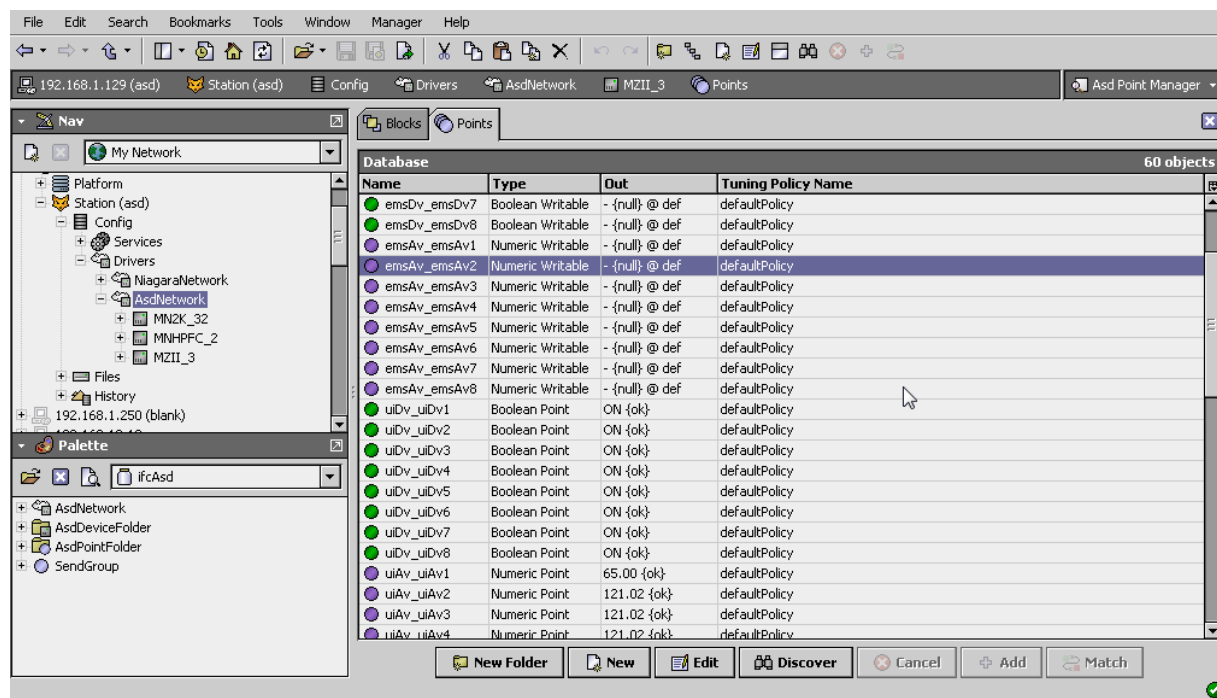 File Edit Search Bookmarks Tools Window Manager Help
192.168.1.129 (asd) Station (asd) Config Drivers AsdNetwork MZII_3 Points Asd Point Manager
Nav
My Network
Platform
Station (asd)
Config
Services
Drivers
NiagaraNetwork
AsdNetwork
MN2K_32
MNHPFC_2
MZII_3
Files
History
192.168.1.250 (blank)
Palette
ifcAsd
AsdNetwork
AsdDeviceFolder
AsdPointFolder
SendGroup
Blocks Points
Database 60 objects
Name Type Out Tuning Policy Name
emsDv_emsDv7 Boolean Writable - {null} @ def defaultPolicy
emsDv_emsDv8 Boolean Writable - {null} @ def defaultPolicy
emsAv_emsAv1 Numeric Writable - {null} @ def defaultPolicy
emsAv_emsAv2 Numeric Writable - {null} @ def defaultPolicy
emsAv_emsAv3 Numeric Writable - {null} @ def defaultPolicy
emsAv_emsAv4 Numeric Writable - {null} @ def defaultPolicy
emsAv_emsAv5 Numeric Writable - {null} @ def defaultPolicy
emsAv_emsAv6 Numeric Writable - {null} @ def defaultPolicy
emsAv_emsAv7 Numeric Writable - {null} @ def defaultPolicy
emsAv_emsAv8 Numeric Writable - {null} @ def defaultPolicy
uiDv_uiDv1 Boolean Point ON {ok} defaultPolicy
uiDv_uiDv2 Boolean Point ON {ok} defaultPolicy
uiDv_uiDv3 Boolean Point ON {ok} defaultPolicy
uiDv_uiDv4 Boolean Point ON {ok} defaultPolicy
uiDv_uiDv5 Boolean Point ON {ok} defaultPolicy
uiDv_uiDv6 Boolean Point ON {ok} defaultPolicy
uiDv_uiDv7 Boolean Point ON {ok} defaultPolicy
uiDv_uiDv8 Boolean Point ON {ok} defaultPolicy
uiAv_uiAv1 Numeric Point 65.00 {ok} defaultPolicy
uiAv_uiAv2 Numeric Point 121.02 {ok} defaultPolicy
uiAv_uiAv3 Numeric Point 121.02 {ok} defaultPolicy
uiAv_uiAv4 Numeric Point 121.02 {ok} defaultPolicy
New Folder New Edit Discover Cancel Add Match